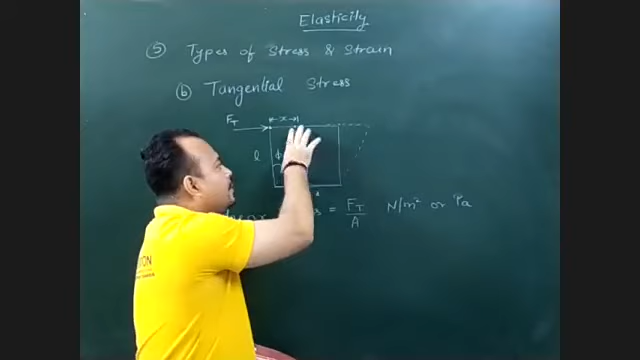 Elasticity
⑤ Types of Stress & Strain
ⓑ Tangential Stress
F_T x
l φ
= F_T/A N/m² or Pa